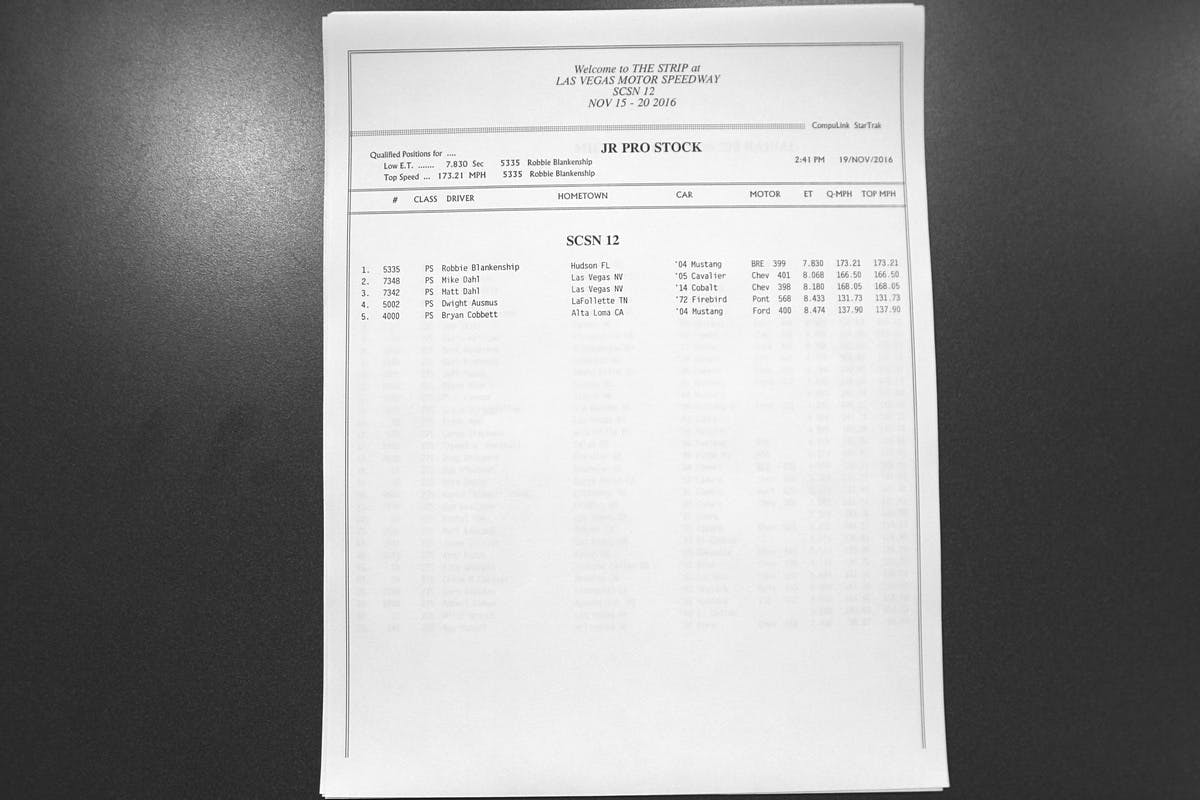 Welcome to THE STRIP at
LAS VEGAS MOTOR SPEEDWAY
SCSN 12
NOV 15 - 20 2016
CompuLink StarTrak
JR PRO STOCK
Qualified Positions for ....
Low E.T. ....... 7.830 Sec 5335 Robbie Blankenship
Top Speed ... 173.21 MPH 5335 Robbie Blankenship
2:41 PM 19/NOV/2016
# CLASS DRIVER HOMETOWN CAR MOTOR ET Q-MPH TOP MPH
SCSN 12
1. 5335 PS Robbie Blankenship Hudson FL '04 Mustang BRE 399 7.830 173.21 173.21
2. 7348 PS Mike Dahl Las Vegas NV '05 Cavalier Chev 401 8.068 166.50 166.50
3. 7342 PS Matt Dahl Las Vegas NV '14 Cobalt Chev 398 8.180 168.05 168.05
4. 5002 PS Dwight Ausmus LaFollette TN '72 Firebird Pont 568 8.433 131.73 131.73
5. 4000 PS Bryan Cobbett Alta Loma CA '04 Mustang Ford 400 8.474 137.90 137.90